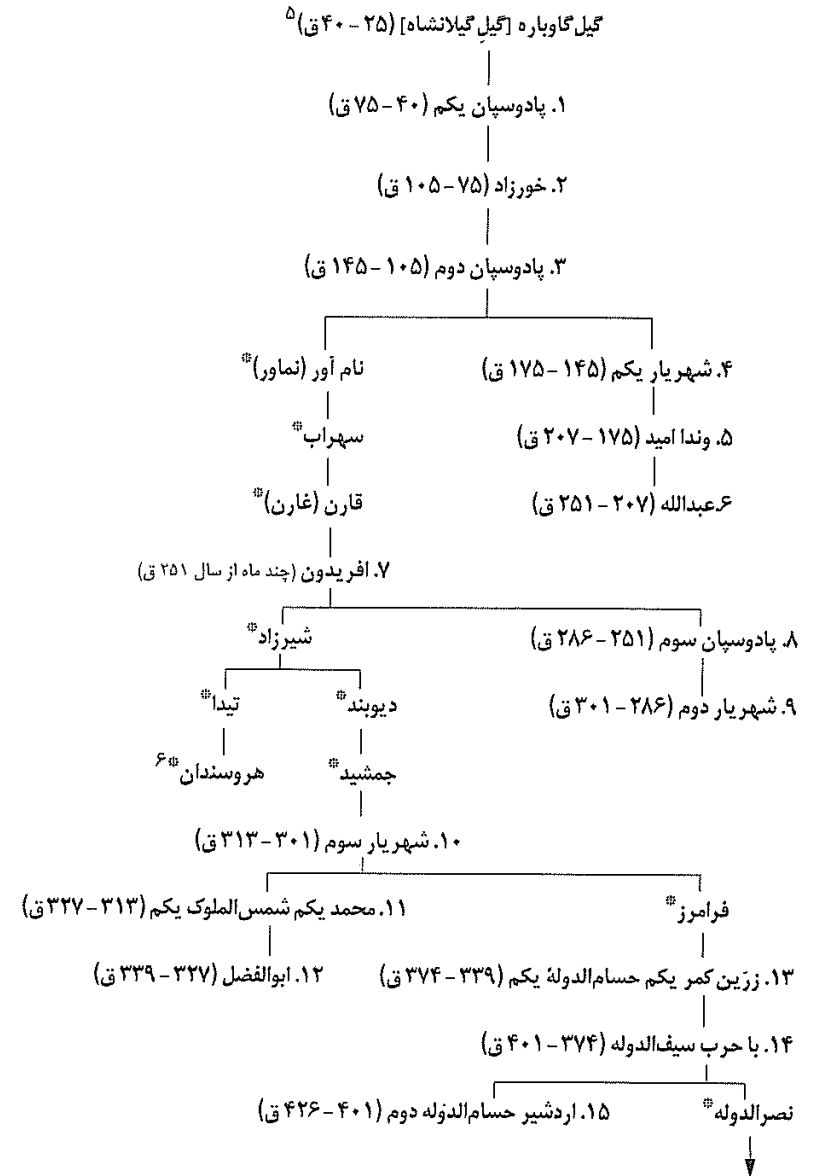 گیل گاوباره [گیلِ گیلانشاه] (۲۵ - ۴۰ ق)۵
۱. پادوسپان یکم (۴۰ - ۷۵ ق)
۲. خورزاد (۷۵ - ۱۰۵ ق)
۳. پادوسپان دوم (۱۰۵ - ۱۴۵ ق)
۴. شهریار یکم (۱۴۵ - ۱۷۵ ق) نام آور (نماور)*
۵. وندا امید (۱۷۵ - ۲۰۷ ق) سهراب*
۶. عبدالله (۲۰۷ - ۲۵۱ ق) قارن (غارن)*
۷. افریدون (چند ماه از سال ۲۵۱ ق)
۸. پادوسپان سوم (۲۵۱ - ۲۸۶ ق) شیرزاد*
۹. شهریار دوم (۲۸۶ - ۳۰۱ ق) دیوبند* تیدا*
جمشید* هروسندان*۶
۱۰. شهریار سوم (۳۰۱ - ۳۱۳ ق)
فرامرز* ۱۱. محمد یکم شمس‌الملوک یکم (۳۱۳ - ۳۲۷ ق)
۱۳. زرّین کمر یکم حسام‌الدولهٔ یکم (۳۳۹ - ۳۷۴ ق) ۱۲. ابوالفضل (۳۲۷ - ۳۳۹ ق)
۱۴. با حرب سیف‌الدوله (۳۷۴ - ۴۰۱ ق)
نصرالدوله* ۱۵. اردشیر حسام‌الدوله دوم (۴۰۱ - ۴۲۶ ق)